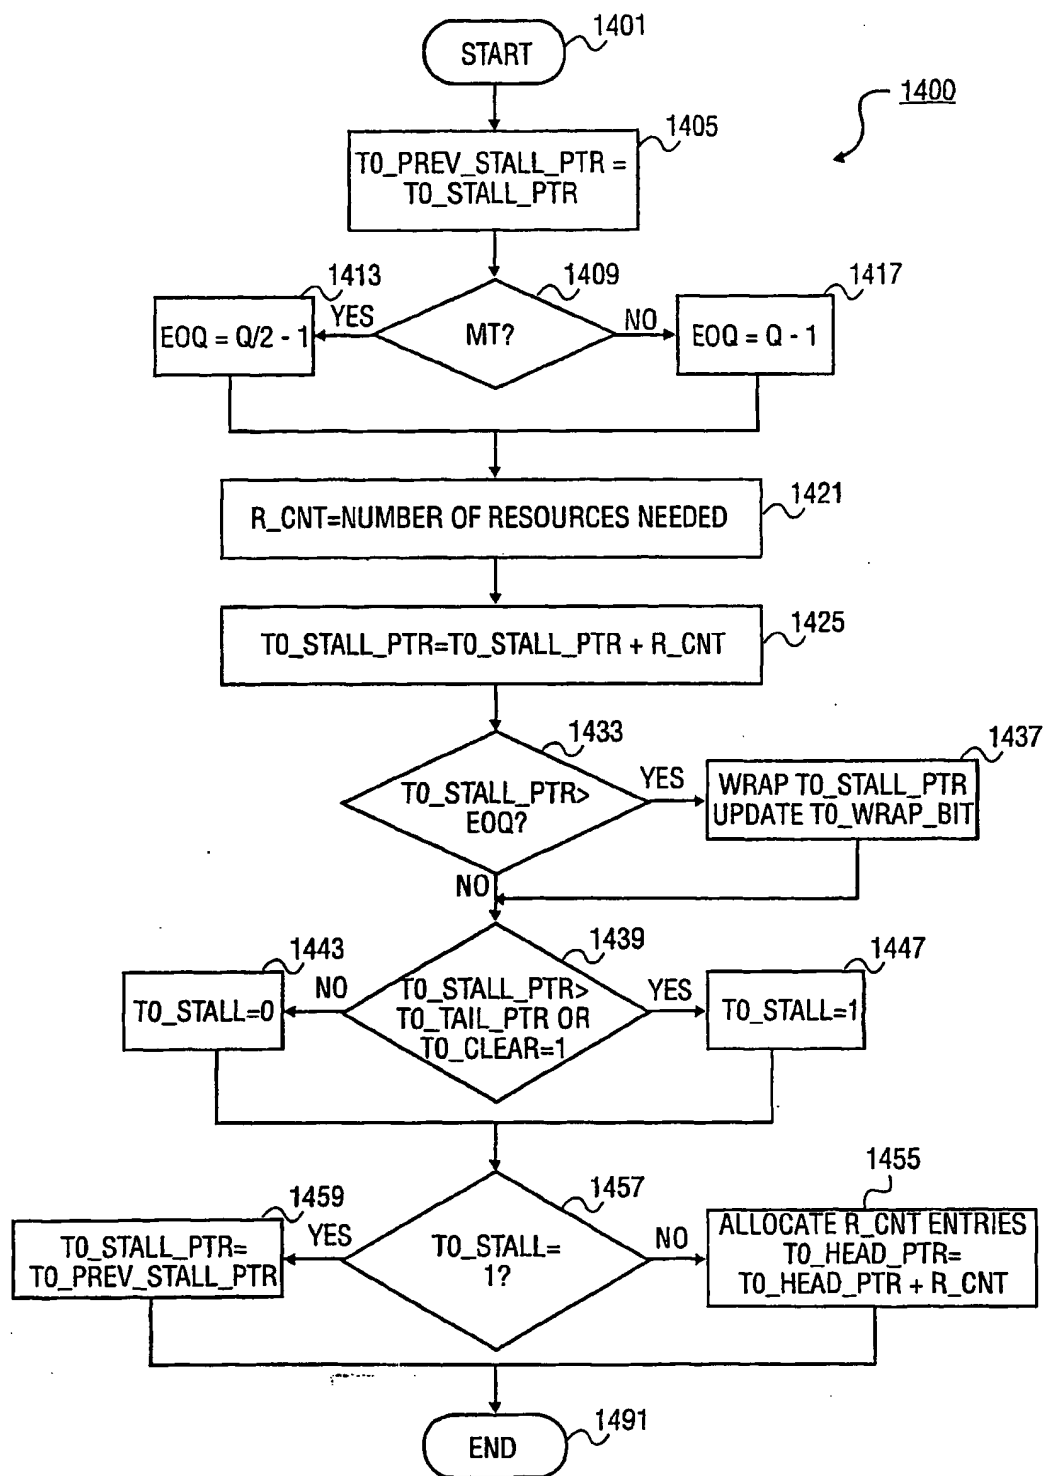 1401
START
1400
1405
T0_PREV_STALL_PTR =
T0_STALL_PTR
1413
1409
1417
EOQ = Q/2 - 1
YES
MT?
NO
EOQ = Q - 1
1421
R_CNT=NUMBER OF RESOURCES NEEDED
1425
T0_STALL_PTR=T0_STALL_PTR + R_CNT
1433
1437
T0_STALL_PTR>
EOQ?
YES
WRAP T0_STALL_PTR
UPDATE T0_WRAP_BIT
NO
1443
1439
1447
T0_STALL=0
NO
T0_STALL_PTR>
T0_TAIL_PTR OR
T0_CLEAR=1
YES
T0_STALL=1
1459
1457
1455
T0_STALL_PTR=
T0_PREV_STALL_PTR
YES
T0_STALL=
1?
NO
ALLOCATE R_CNT ENTRIES
T0_HEAD_PTR=
T0_HEAD_PTR + R_CNT
1491
END